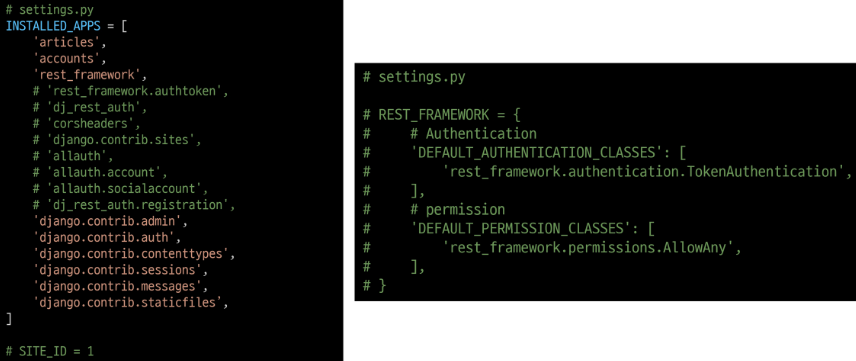 # settings.py
INSTALLED_APPS = [
    'articles',
    'accounts',
    'rest_framework',
    # 'rest_framework.authtoken',
    # 'dj_rest_auth',
    # 'corsheaders',
    # 'django.contrib.sites',
    # 'allauth',
    # 'allauth.account',
    # 'allauth.socialaccount',
    # 'dj_rest_auth.registration',
    'django.contrib.admin',
    'django.contrib.auth',
    'django.contrib.contenttypes',
    'django.contrib.sessions',
    'django.contrib.messages',
    'django.contrib.staticfiles',
]
# SITE_ID = 1
# settings.py
# REST_FRAMEWORK = {
#     # Authentication
#     'DEFAULT_AUTHENTICATION_CLASSES': [
#         'rest_framework.authentication.TokenAuthentication',
#     ],
#     # permission
#     'DEFAULT_PERMISSION_CLASSES': [
#         'rest_framework.permissions.AllowAny',
#     ],
# }